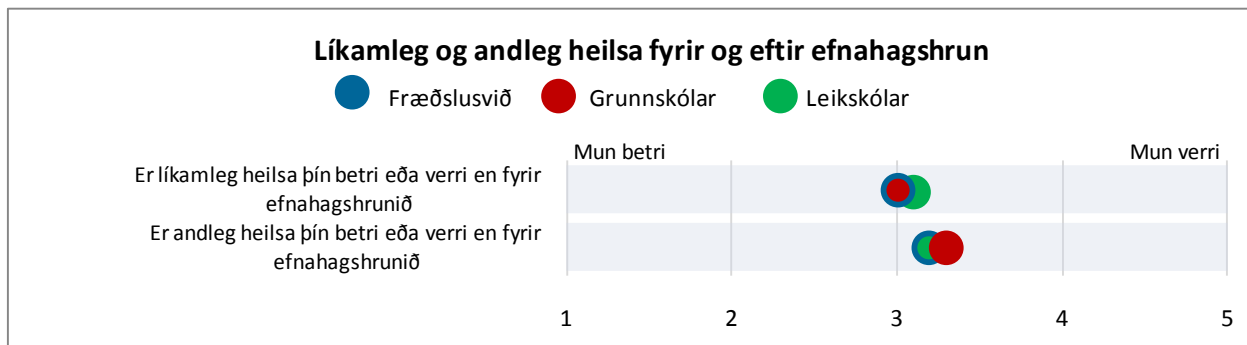 Líkamleg og andleg heilsa fyrir og eftir efnahagshrun
Fræðslusvið Grunnskólar Leikskólar
Mun betri Mun verri
Er líkamleg heilsa þín betri eða verri en fyrir
efnahagshrunið
Er andleg heilsa þín betri eða verri en fyrir
efnahagshrunið
1 2 3 4 5